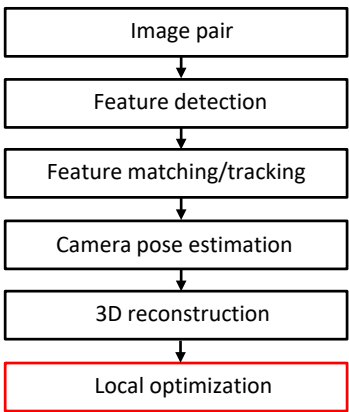 Image pair
Feature detection
Feature matching/tracking
Camera pose estimation
3D reconstruction
Local optimization